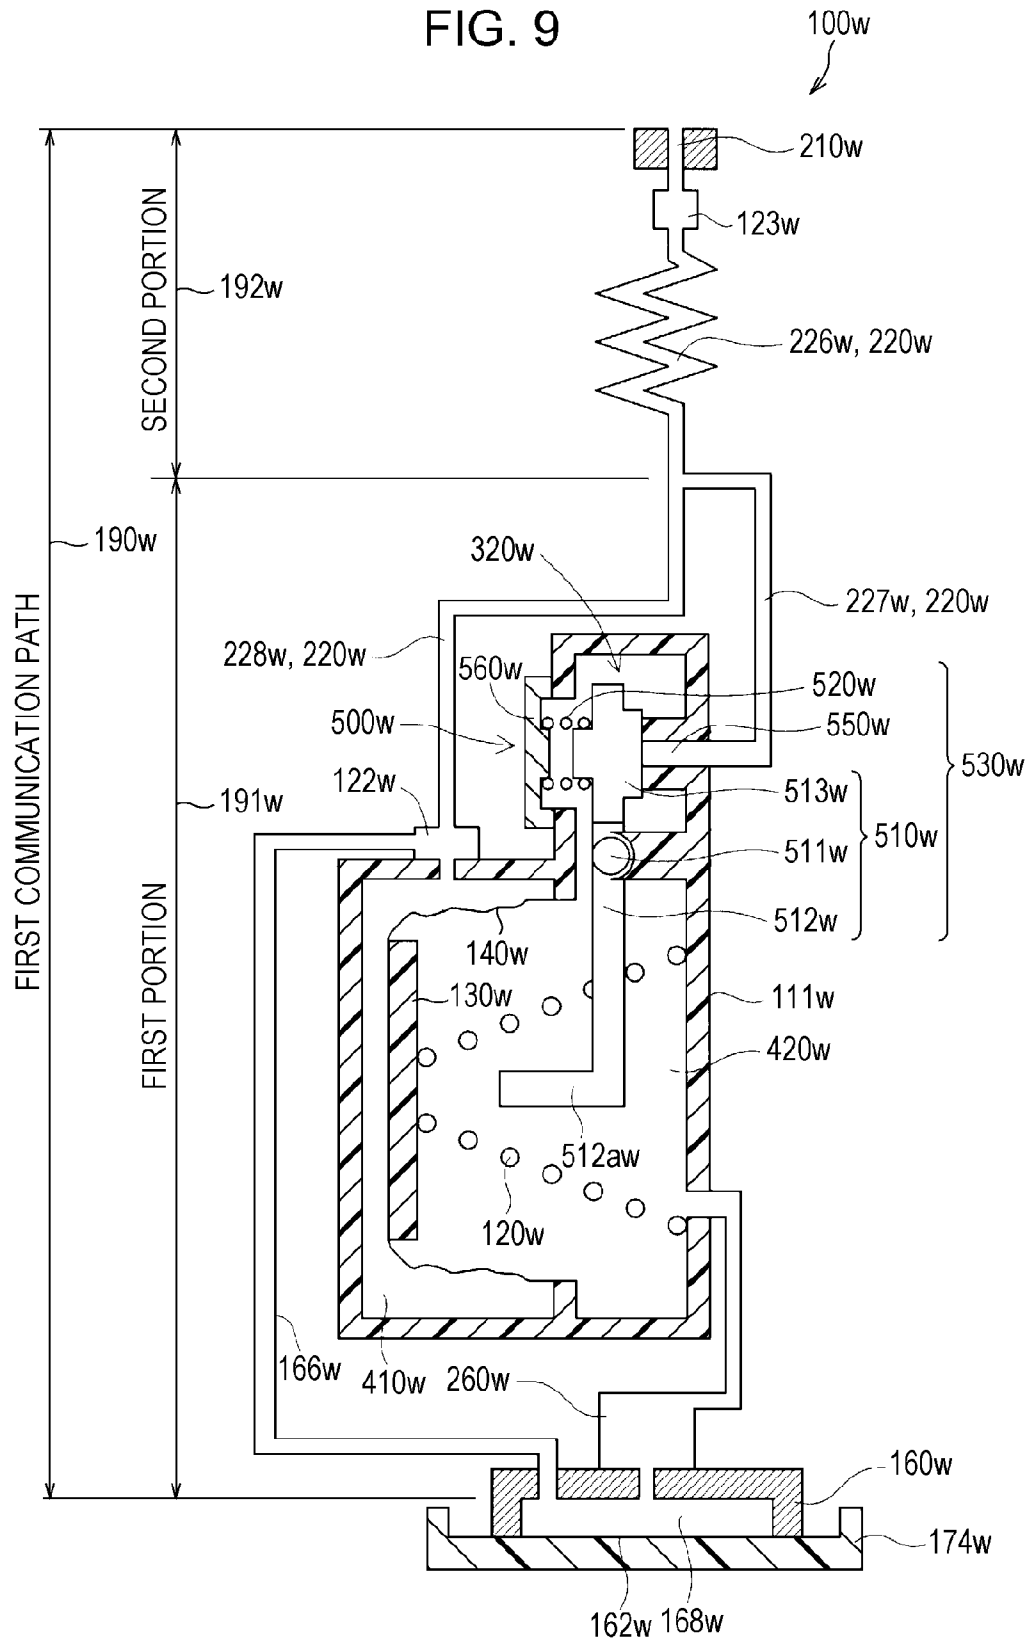 FIG. 9
100w
210w
123w
SECOND PORTION
192w
226w, 220w
190w
320w
227w, 220w
228w, 220w
560w
520w
500w
550w
530w
122w
191w
513w
510w
511w
512w
140w
FIRST COMMUNICATION PATH
FIRST PORTION
130w
111w
420w
512aw
120w
166w
410w
260w
160w
174w
162w
168w